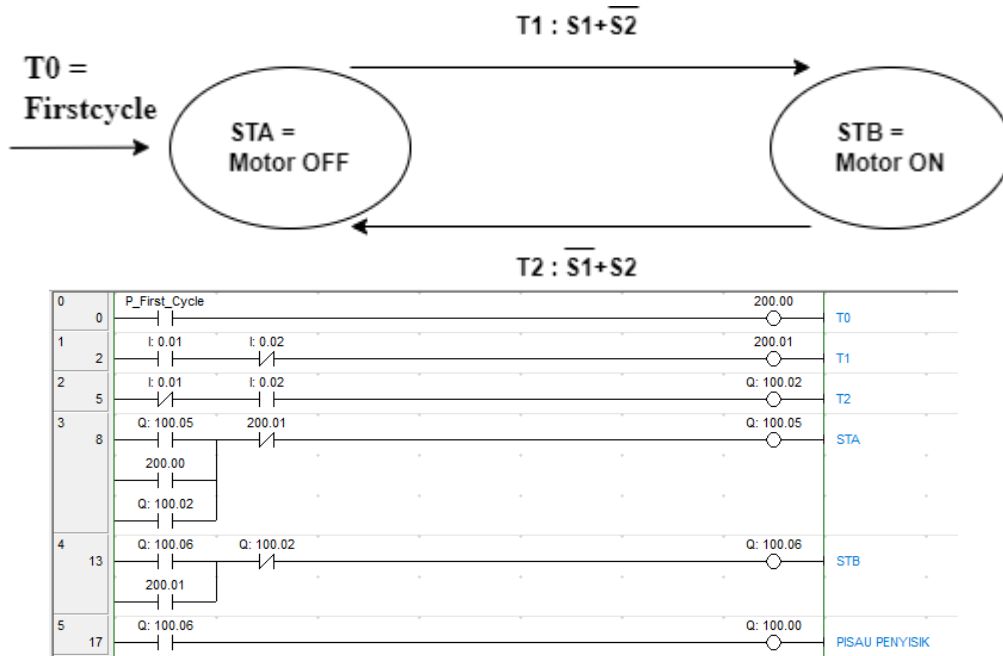 T1 : S1+S̅2̅
T0 =
Firstcycle
STA =
Motor OFF
STB =
Motor ON
T2 : S̅1̅+S2
0 P_First_Cycle 200.00
0 T0
1 I: 0.01 I: 0.02 200.01
2 T1
2 I: 0.01 I: 0.02 Q: 100.02
5 T2
3 Q: 100.05 200.01 Q: 100.05
8 STA
200.00
Q: 100.02
4 Q: 100.06 Q: 100.02 Q: 100.06
13 STB
200.01
5 Q: 100.06 Q: 100.00
17 PISAU PENYISIK